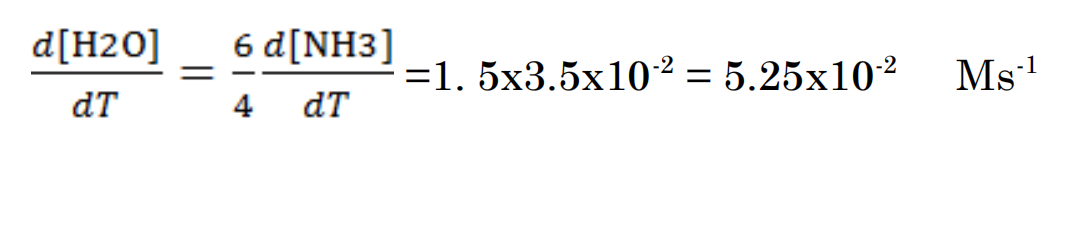 d[H2O]/dT = 6/4 d[NH3]/dT =1. 5x3.5x10⁻² = 5.25x10⁻² Ms⁻¹